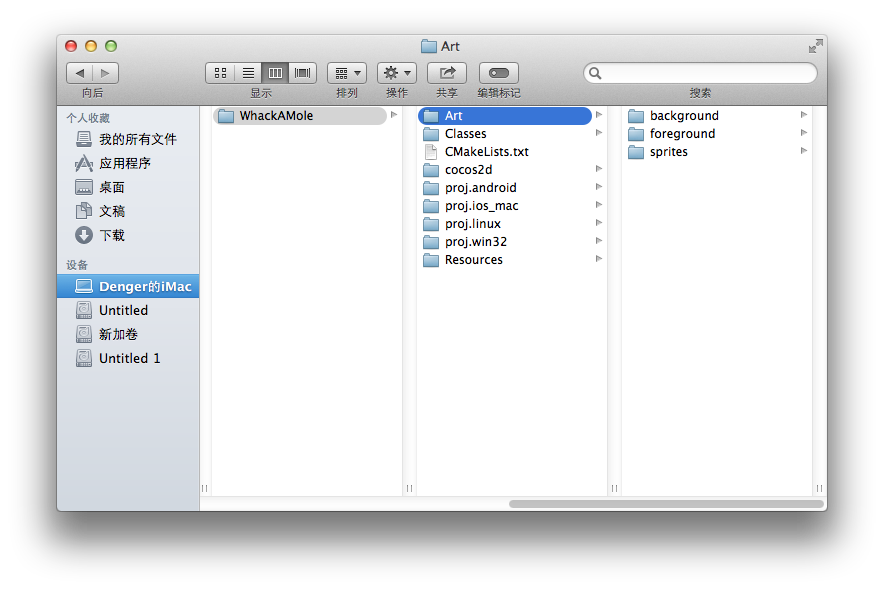 Art
向后
显示
排列
操作
共享
编辑标记
搜索
个人收藏
我的所有文件
应用程序
桌面
文稿
下载
设备
Denger的iMac
Untitled
新加卷
Untitled 1
WhackAMole
Art
Classes
CMakeLists.txt
cocos2d
proj.android
proj.ios_mac
proj.linux
proj.win32
Resources
background
foreground
sprites